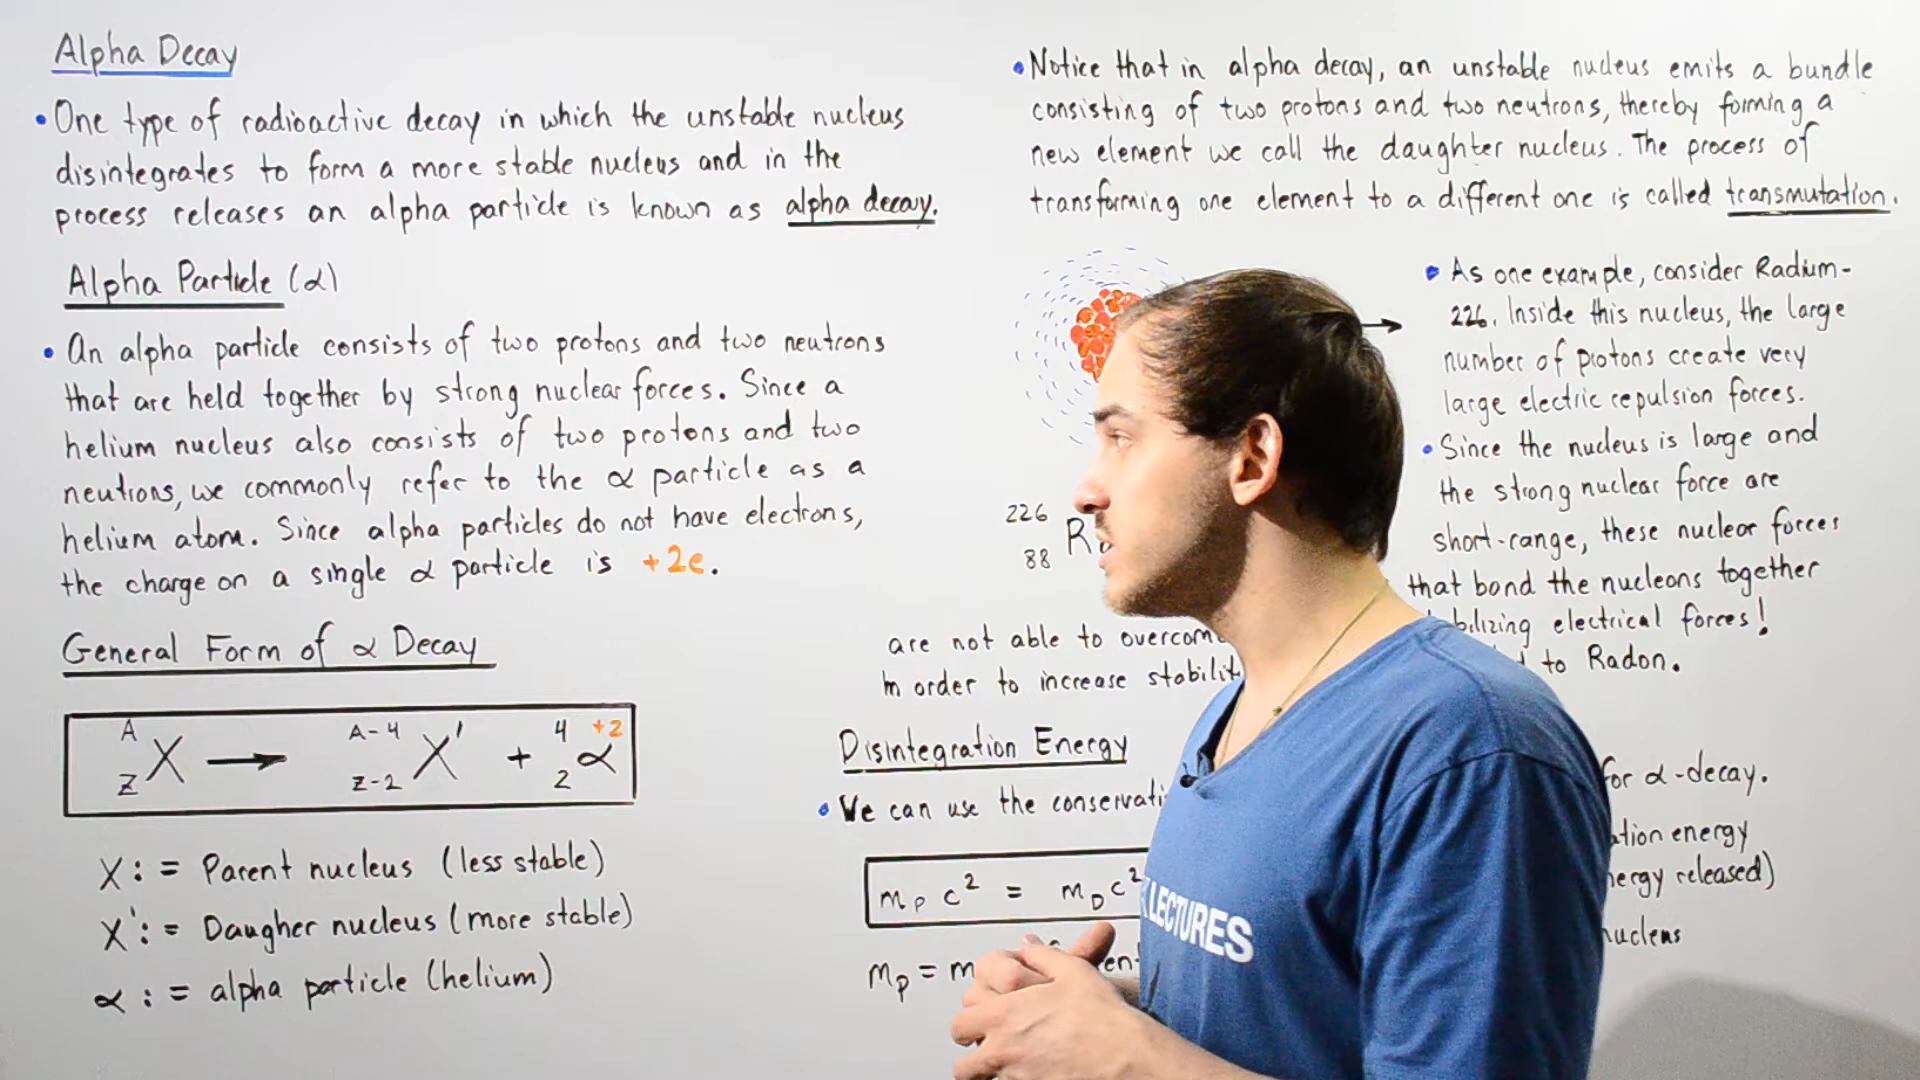 Alpha Decay
• One type of radioactive decay in which the unstable nucleus
disintegrates to form a more stable nucleus and in the
process releases an alpha particle is known as alpha decay.
Alpha Particle (α)
• An alpha particle consists of two protons and two neutrons
that are held together by strong nuclear forces. Since a
helium nucleus also consists of two protons and two
neutrons, we commonly refer to the α particle as a
helium atom. Since alpha particles do not have electrons,
the charge on a single α particle is +2e.
General Form of α Decay
A Z X → A-4 Z-2 X' + 4 2 α +2
X := Parent nucleus (less stable)
X' := Daugher nucleus (more stable)
α := alpha particle (helium)
• Notice that in alpha decay, an unstable nucleus emits a bundle
consisting of two protons and two neutrons, thereby forming a
new element we call the daughter nucleus. The process of
transforming one element to a different one is called transmutation.
226
88
• As one example, consider Radium-
226. Inside this nucleus, the large
number of protons create very
large electric repulsion forces.
• Since the nucleus is large and
the strong nuclear force are
short-range, these nuclear forces
that bond the nucleons together
are not able to electrical forces!
In order to increase to Radon.
Disintegration Energy
• We can use the for α-decay.
m_P c² = m_D c²
energy
released)
m_P =
LECTURES